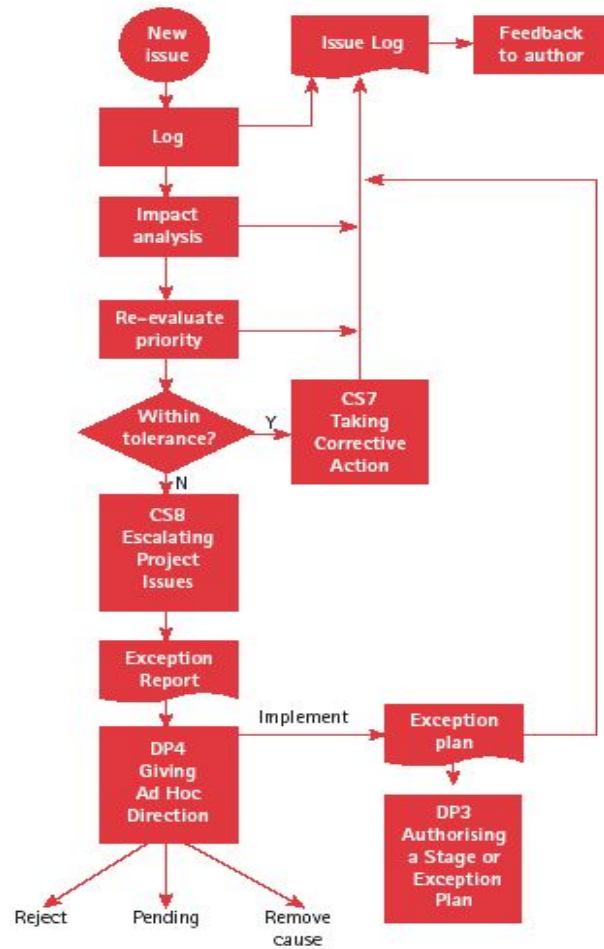 New
issue
Issue Log
Feedback
to author
Log
Impact
analysis
Re-evaluate
priority
Within
tolerance?
Y
CS7
Taking
Corrective
Action
N
CS8
Escalating
Project
Issues
Exception
Report
Implement
Exception
plan
DP4
Giving
Ad Hoc
Direction
DP3
Authorising
a Stage or
Exception
Plan
Reject
Pending
Remove
cause